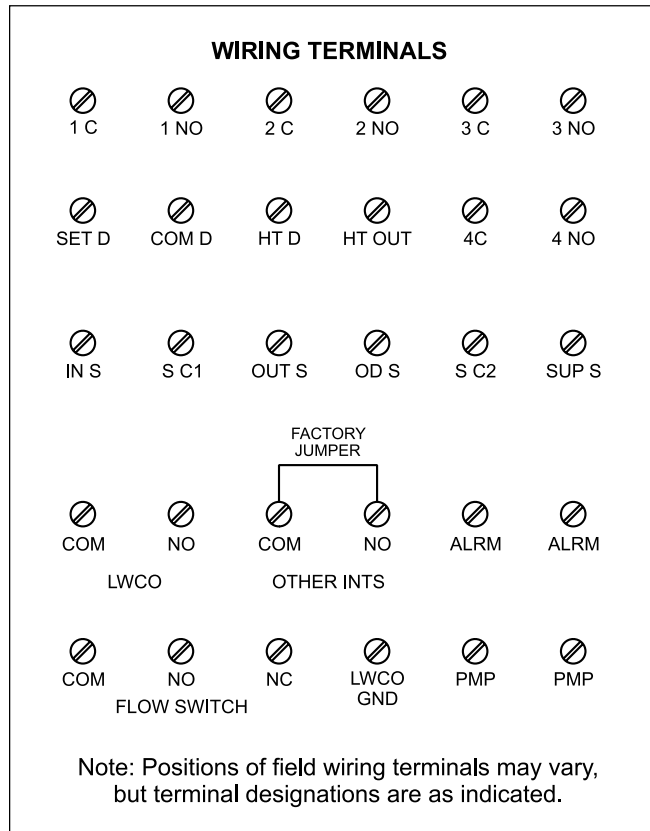 WIRING TERMINALS
1 C 1 NO 2 C 2 NO 3 C 3 NO
SET D COM D HT D HT OUT 4C 4 NO
IN S S C1 OUT S OD S S C2 SUP S
FACTORY
JUMPER
COM NO COM NO ALRM ALRM
LWCO OTHER INTS
COM NO NC LWCO GND PMP PMP
FLOW SWITCH
Note: Positions of field wiring terminals may vary,
but terminal designations are as indicated.